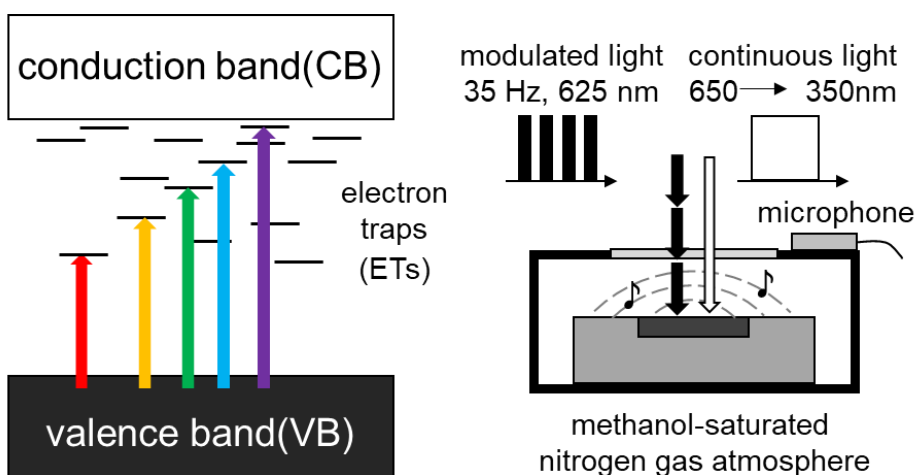 conduction band(CB)
electron
traps
(ETs)
valence band(VB)
modulated light
35 Hz, 625 nm
continuous light
650 → 350nm
microphone
methanol-saturated
nitrogen gas atmosphere